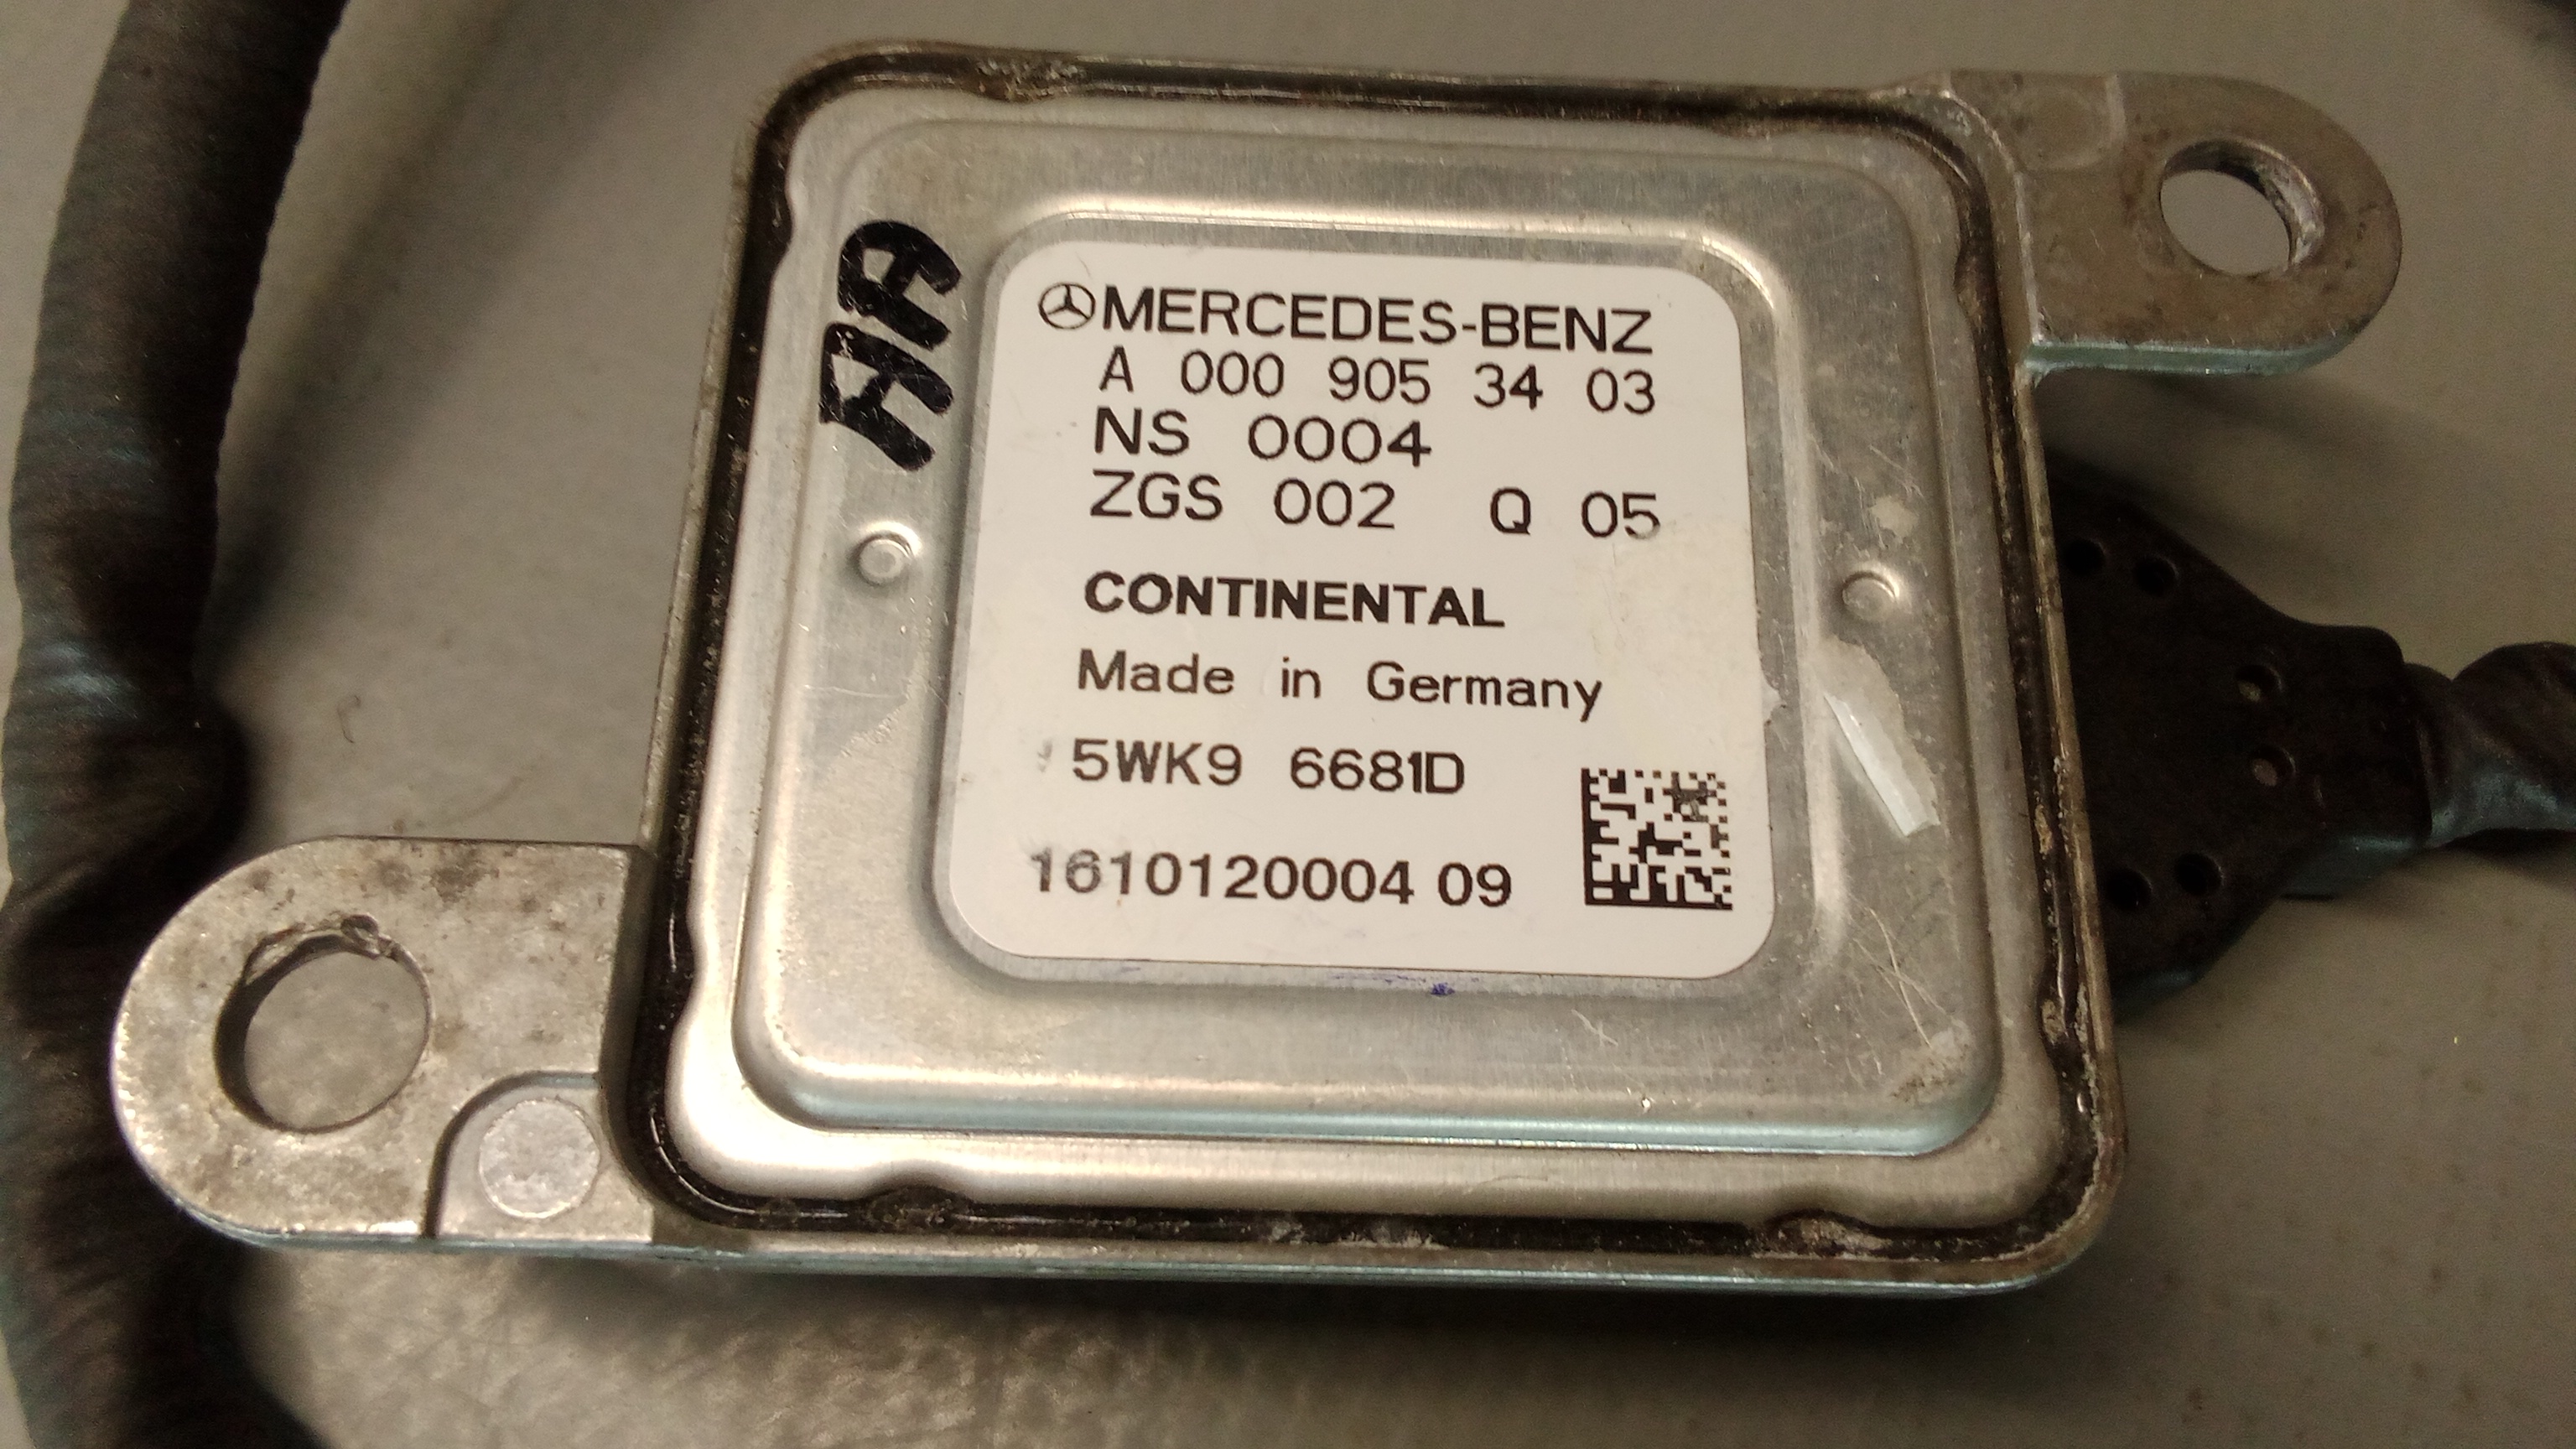 AA
MERCEDES-BENZ
A 000 905 34 03
NS 0004
ZGS 002 Q 05
CONTINENTAL
Made in Germany
5WK9 6681D
1610120004 09